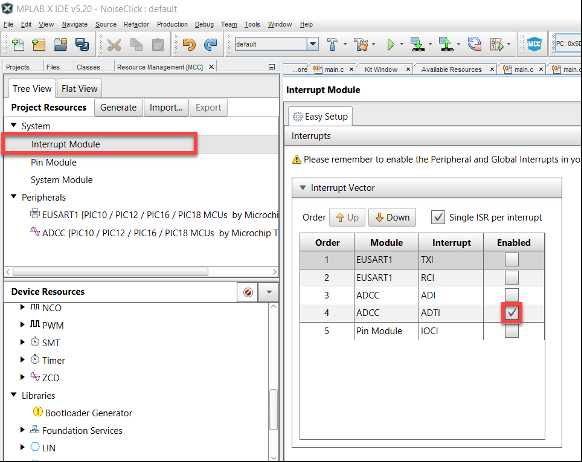 MPLAB X IDE v5.20 - NoiseClick : default
File Edit View Navigate Source Refactor Production Debug Team Tools Window Help
default
MCC
PC: 0x5D
Projects Files Classes Resource Management [MCC]
...ore main.c Kit Window Available Resources main.c main.c
Tree View Flat View
Project Resources Generate Import... Export
System
Interrupt Module
Pin Module
System Module
Peripherals
EUSART1 [PIC10 / PIC12 / PIC16 / PIC18 MCUs by Microchip
ADCC [PIC10 / PIC12 / PIC16 / PIC18 MCUs by Microchip T
Device Resources
NCO
PWM
SMT
Timer
ZCD
Libraries
Bootloader Generator
Foundation Services
LIN
Interrupt Module
Easy Setup
Interrupts
Please remember to enable the Peripheral and Global Interrupts in yo
Interrupt Vector
Order Up Down Single ISR per interrupt
Order Module Interrupt Enabled
1 EUSART1 TXI
2 EUSART1 RCI
3 ADCC ADI
4 ADCC ADTI
5 Pin Module IOCI